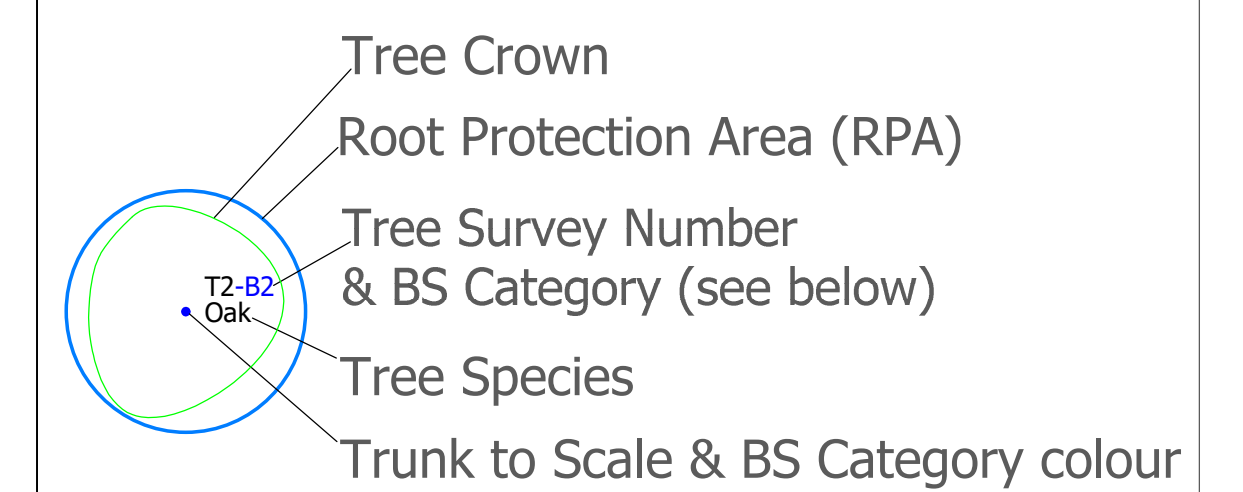 Tree Crown
Root Protection Area (RPA)
Tree Survey Number
& BS Category (see below)
T2-B2
Oak
Tree Species
Trunk to Scale & BS Category colour